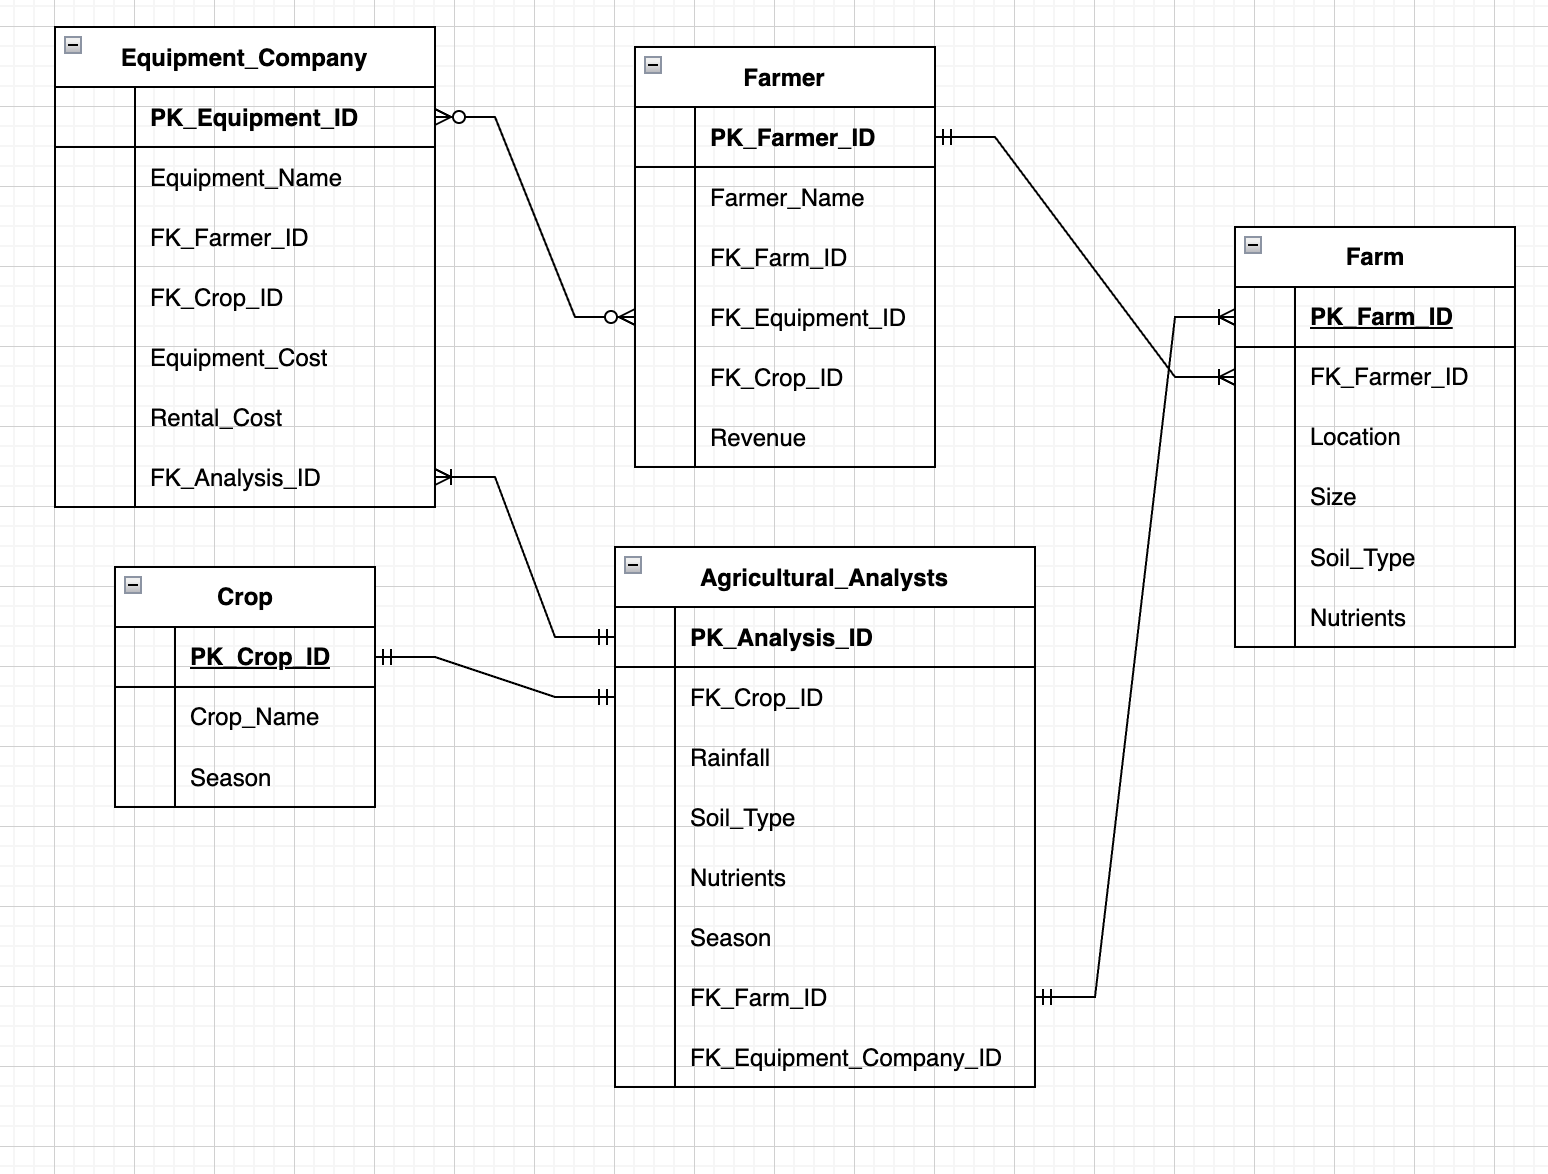 Equipment_Company
PK_Equipment_ID
Equipment_Name
FK_Farmer_ID
FK_Crop_ID
Equipment_Cost
Rental_Cost
FK_Analysis_ID
Farmer
PK_Farmer_ID
Farmer_Name
FK_Farm_ID
FK_Equipment_ID
FK_Crop_ID
Revenue
Farm
PK_Farm_ID
FK_Farmer_ID
Location
Size
Soil_Type
Nutrients
Crop
PK_Crop_ID
Crop_Name
Season
Agricultural_Analysts
PK_Analysis_ID
FK_Crop_ID
Rainfall
Soil_Type
Nutrients
Season
FK_Farm_ID
FK_Equipment_Company_ID